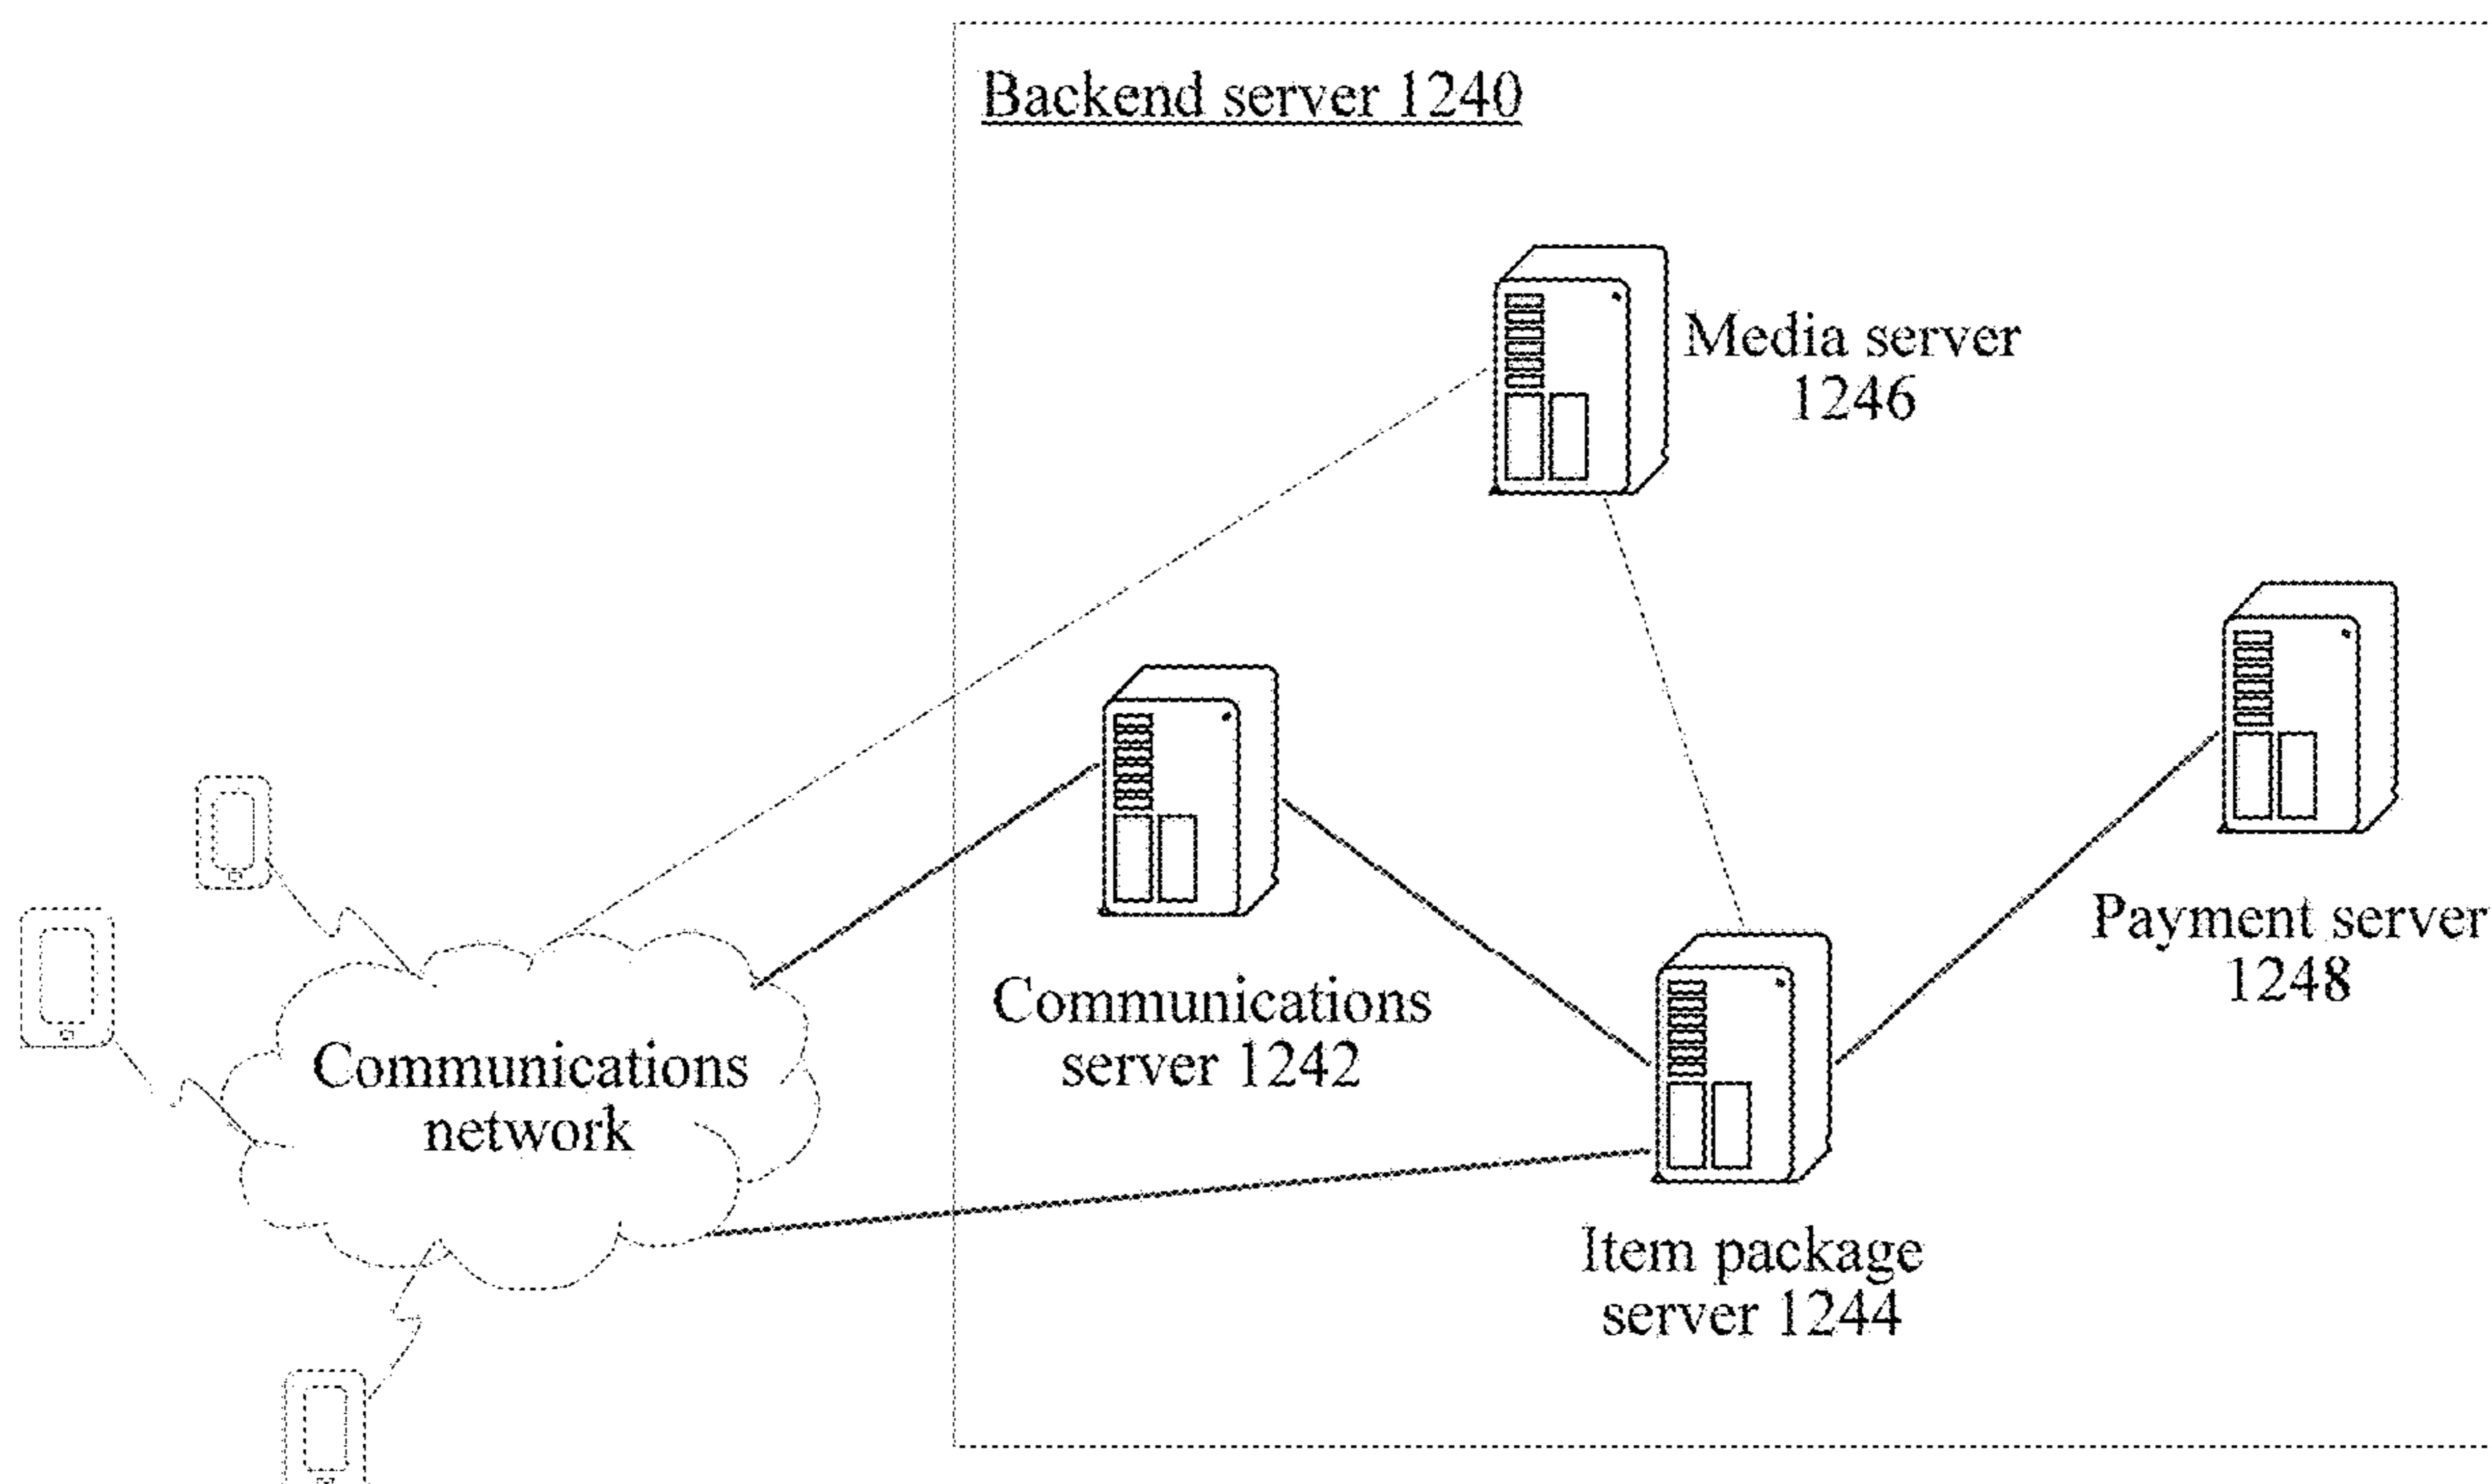 Backend server 1240
Media server
1246
Payment server
1248
Communications
server 1242
Communications
network
Item package
server 1244